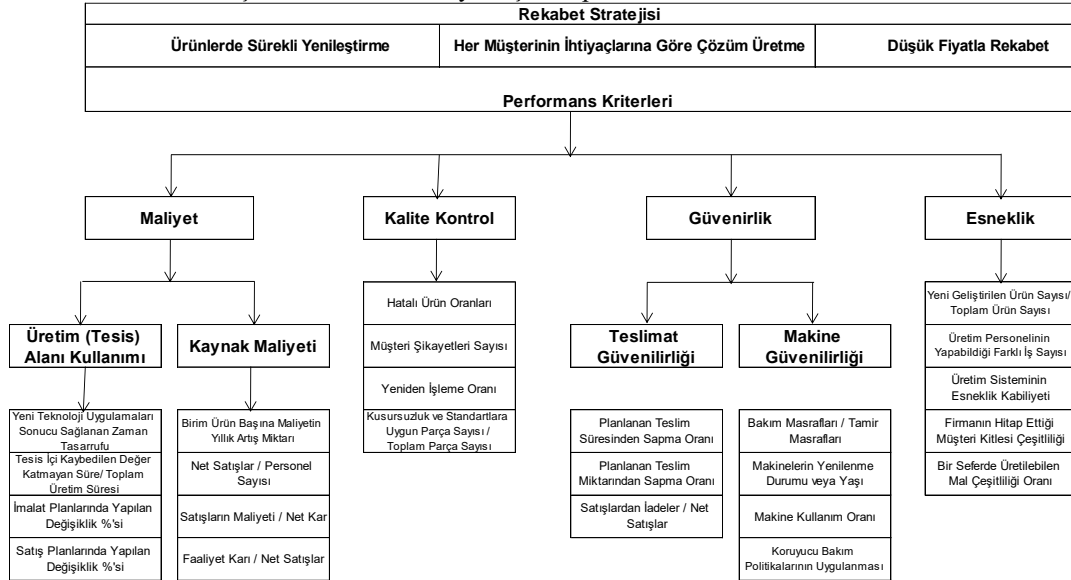 Rekabet Stratejisi
Ürünlerde Sürekli Yenileştirme
Her Müşterinin İhtiyaçlarına Göre Çözüm Üretme
Düşük Fiyatla Rekabet
Performans Kriterleri
Maliyet
Kalite Kontrol
Güvenirlik
Esneklik
Üretim (Tesis)
Alanı Kullanımı
Kaynak Maliyeti
Teslimat
Güvenilirliği
Makine
Güvenilirliği
Yeni Teknoloji Uygulamaları
Sonucu Sağlanan Zaman
Tasarrufu
Tesis İçi Kaybedilen Değer
Katmayan Süre/ Toplam
Üretim Süresi
İmalat Planlarında Yapılan
Değişiklik %'si
Satış Planlarında Yapılan
Değişiklik %'si
Birim Ürün Başına Maliyetin
Yıllık Artış Miktarı
Net Satışlar / Personel
Sayısı
Satışların Maliyeti / Net Kar
Faaliyet Karı / Net Satışlar
Hatalı Ürün Oranları
Müşteri Şikayetleri Sayısı
Yeniden İşleme Oranı
Kusursuzluk ve Standartlara
Uygun Parça Sayısı /
Toplam Parça Sayısı
Planlanan Teslim
Süresinden Sapma Oranı
Planlanan Teslim
Miktarından Sapma Oranı
Satışlardan İadeler / Net
Satışlar
Bakım Masrafları / Tamir
Masrafları
Makinelerin Yenilenme
Durumu veya Yaşı
Makine Kullanım Oranı
Koruyucu Bakım
Politikalarının Uygulanması
Yeni Geliştirilen Ürün Sayısı/
Toplam Ürün Sayısı
Üretim Personelinin
Yapabildiği Farklı İş Sayısı
Üretim Sisteminin
Esneklik Kabiliyeti
Firmanın Hitap Ettiği
Müşteri Kitlesi Çeşitliliği
Bir Seferde Üretilebilen
Mal Çeşitliliği Oranı